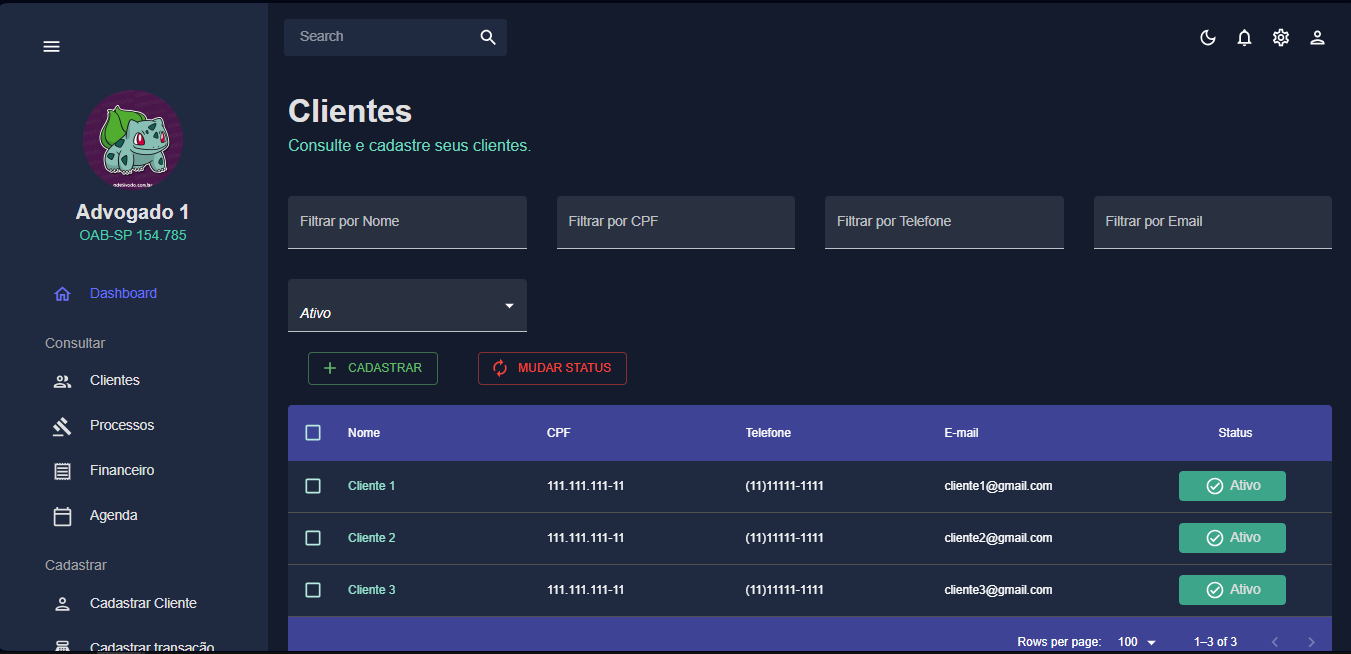 Search
adesivado.com.br
Advogado 1
OAB-SP 154.785
Dashboard
Consultar
Clientes
Processos
Financeiro
Agenda
Cadastrar
Cadastrar Cliente
Cadastrar transação
Clientes
Consulte e cadastre seus clientes.
Filtrar por Nome Filtrar por CPF Filtrar por Telefone Filtrar por Email
Ativo
CADASTRAR MUDAR STATUS
Nome CPF Telefone E-mail Status
Cliente 1 111.111.111-11 (11)11111-1111 cliente1@gmail.com Ativo
Cliente 2 111.111.111-11 (11)11111-1111 cliente2@gmail.com Ativo
Cliente 3 111.111.111-11 (11)11111-1111 cliente3@gmail.com Ativo
Rows per page: 100 1–3 of 3